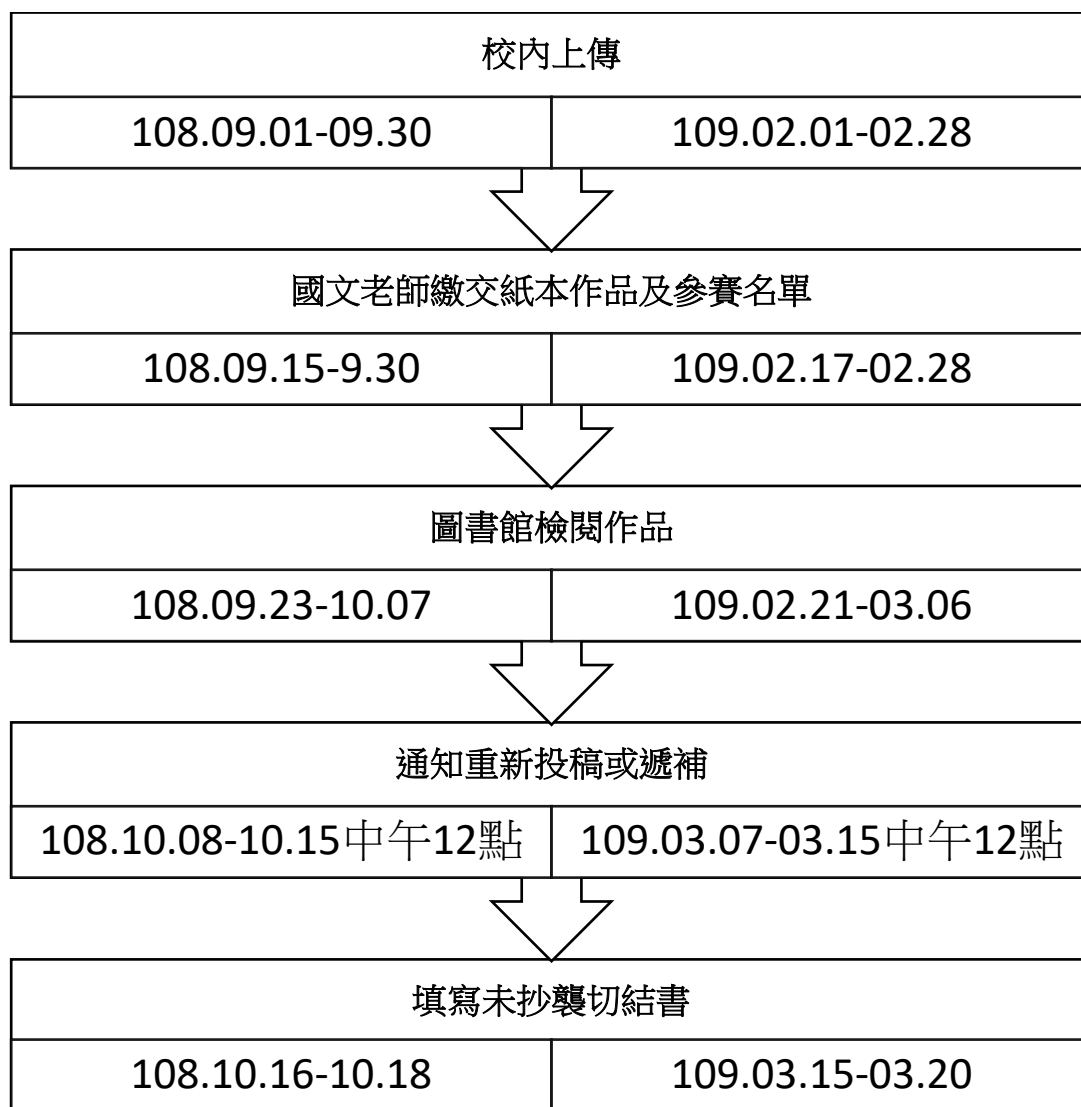 校內上傳
108.09.01-09.30 109.02.01-02.28
國文老師繳交紙本作品及參賽名單
108.09.15-9.30 109.02.17-02.28
圖書館檢閱作品
108.09.23-10.07 109.02.21-03.06
通知重新投稿或遞補
108.10.08-10.15中午12點 109.03.07-03.15中午12點
填寫未抄襲切結書
108.10.16-10.18 109.03.15-03.20